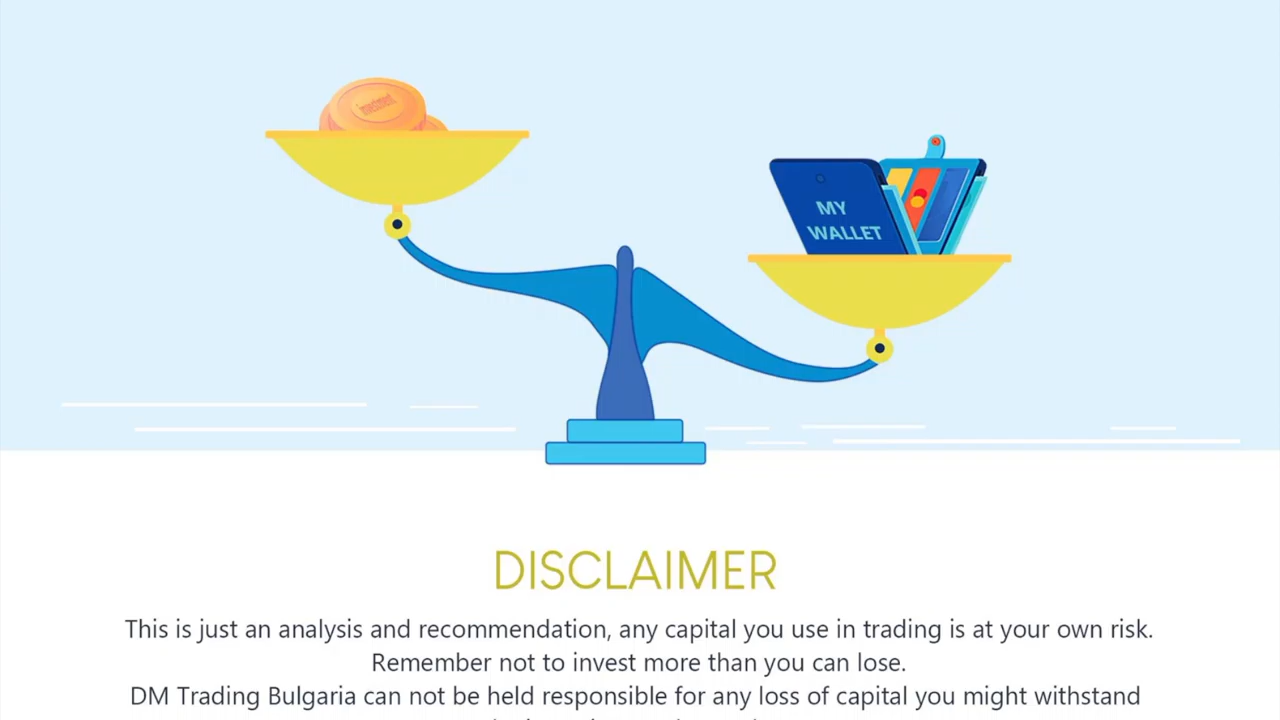 investment
MY
WALLET
DISCLAIMER
This is just an analysis and recommendation, any capital you use in trading is at your own risk.
Remember not to invest more than you can lose.
DM Trading Bulgaria can not be held responsible for any loss of capital you might withstand